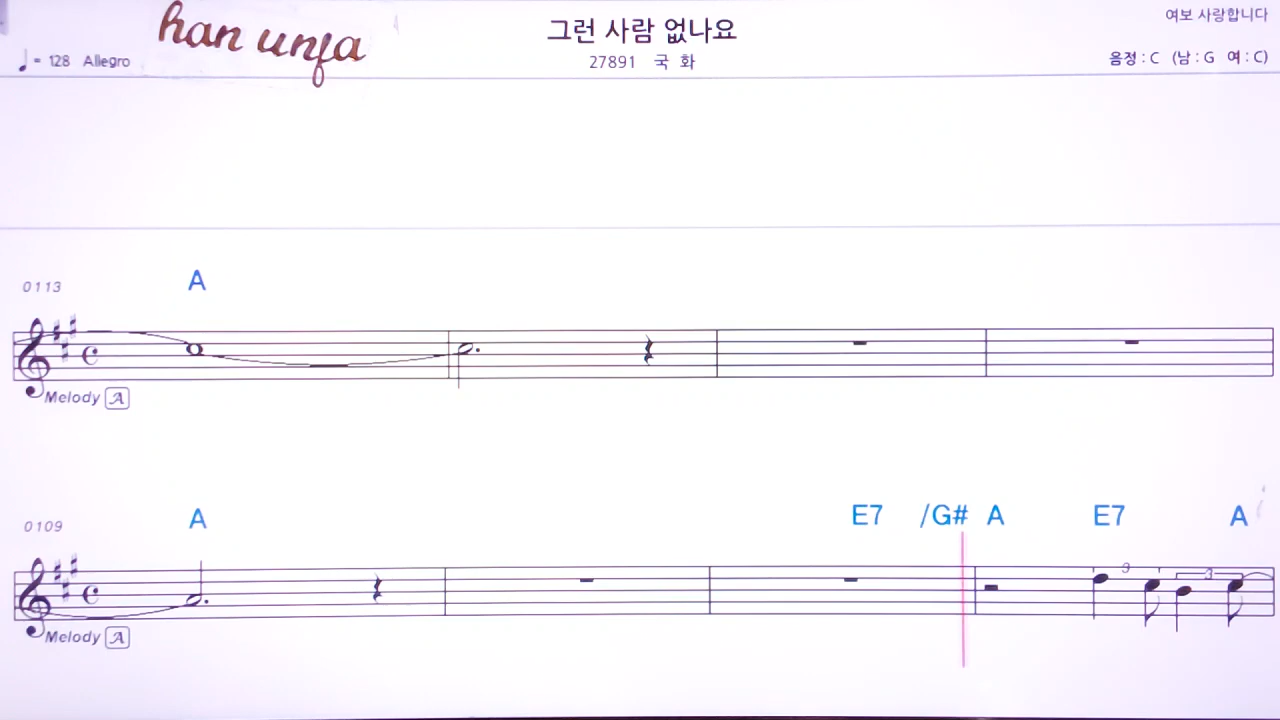 han unfa
그런 사람 없나요
여보 사랑합니다
♩= 128 Allegro
27891 국 화
음정 : C (남 : G 여 : C)
0113
A
Melody A
0109
A E7 /G# A E7 A
3 3
Melody A